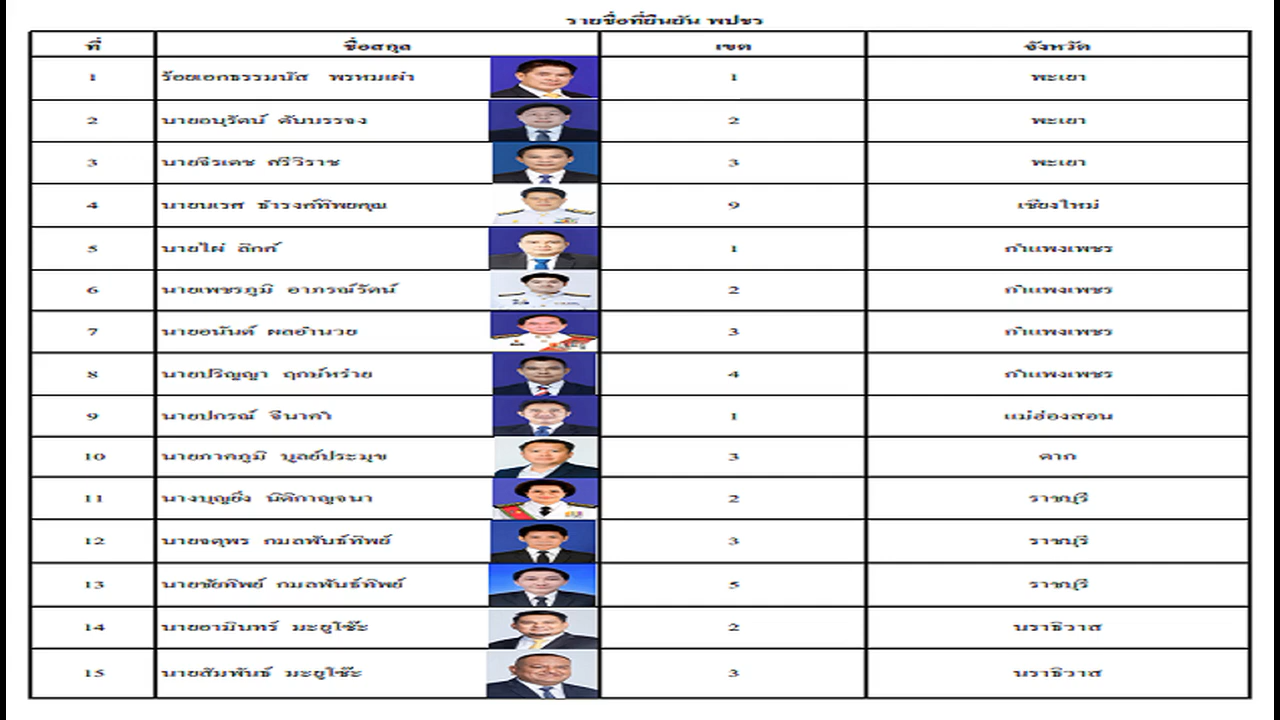 รายชื่อที่ยืนยัน พปชร
ที่ ชื่อสกุล เขต จังหวัด
1 ร้อยเอกธรรมนัส พรหมเผ่า 1 พะเยา
2 นายอนุรัตน์ ตันบรรจง 2 พะเยา
3 นายจีรเดช ศรีวิราช 3 พะเยา
4 นายนเรศ ธำรงค์ทิพยคุณ 9 เชียงใหม่
5 นายไผ่ ลิกค์ 1 กำแพงเพชร
6 นายเพชรภูมิ อาภรณ์รัตน์ 2 กำแพงเพชร
7 นายอนันต์ ผลอำนวย 3 กำแพงเพชร
8 นายปริญญา ฤกษ์หร่าย 4 กำแพงเพชร
9 นายปกรณ์ จีนาคำ 1 แม่ฮ่องสอน
10 นายภาคภูมิ บูลย์ประมุข 3 ตาก
11 นางบุญยิ่ง นิติกาญจนา 2 ราชบุรี
12 นายจตุพร กมลพันธ์ทิพย์ 3 ราชบุรี
13 นายชัยทิพย์ กมลพันธ์ทิพย์ 5 ราชบุรี
14 นายอามินทร์ มะยูโซ๊ะ 2 นราธิวาส
15 นายสัมพันธ์ มะยูโซ๊ะ 3 นราธิวาส